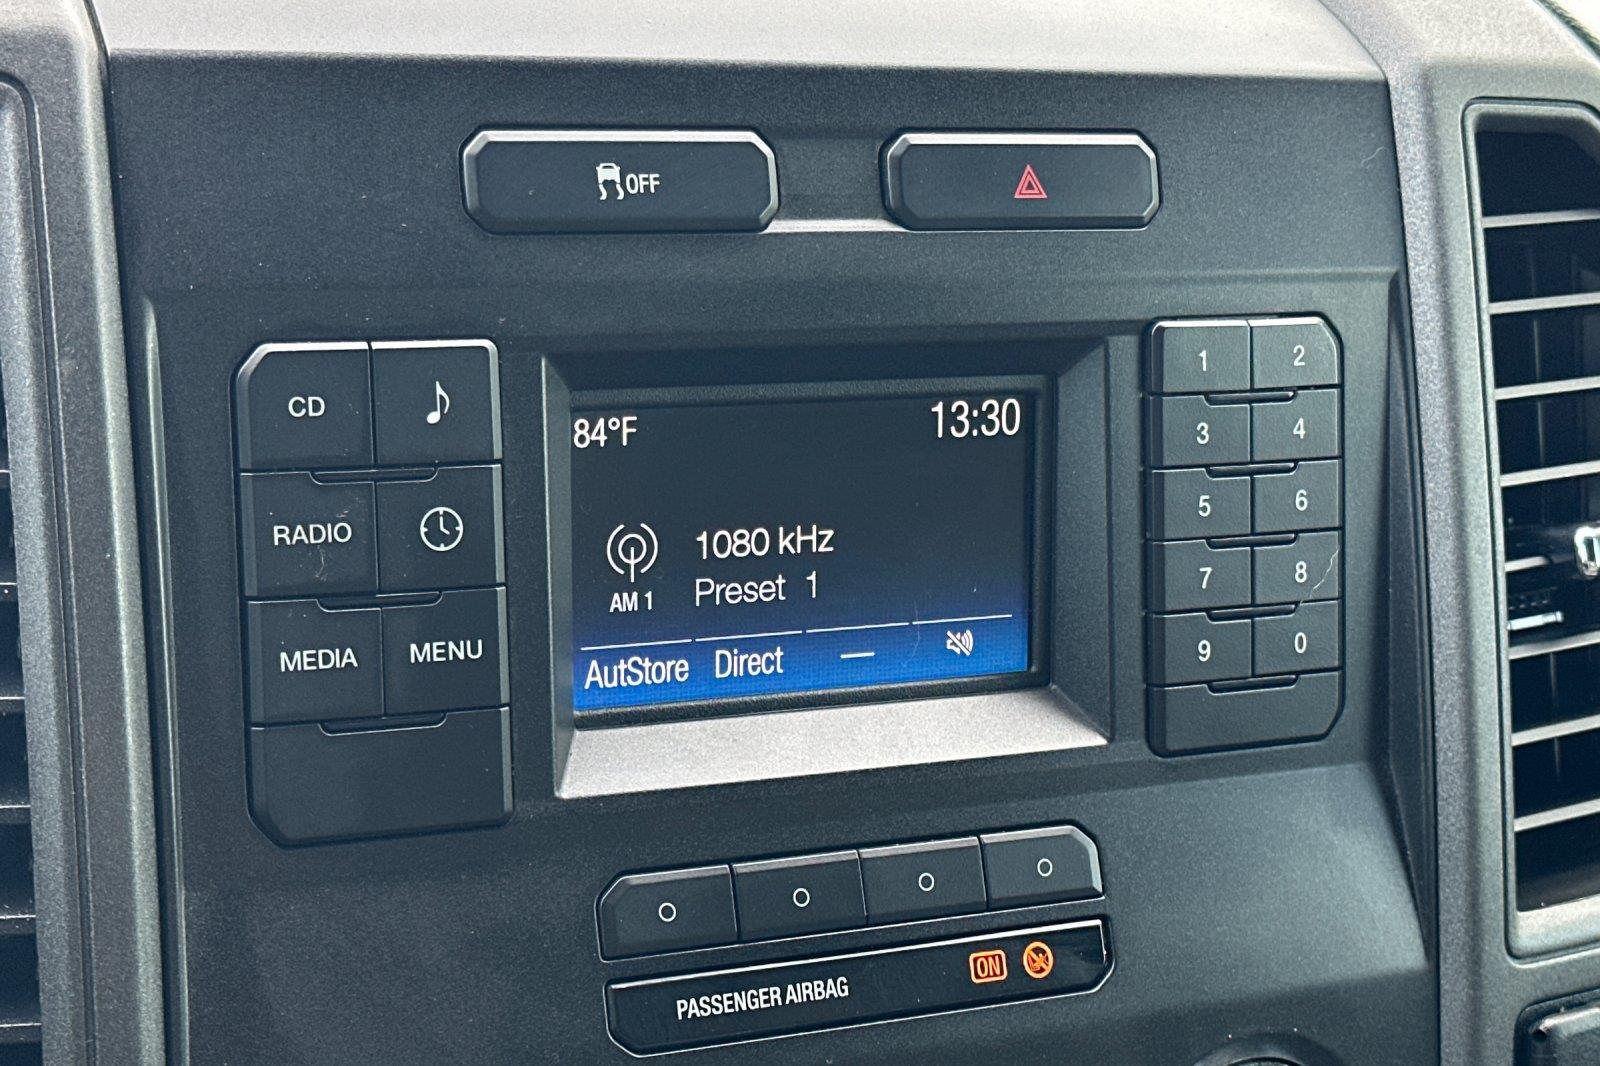 OFF
84°F
13:30
CD
RADIO
MEDIA
MENU
1080 kHz
AM 1
Preset 1
AutStore
Direct
—
1
2
3
4
5
6
7
8
9
0
PASSENGER AIRBAG
ON